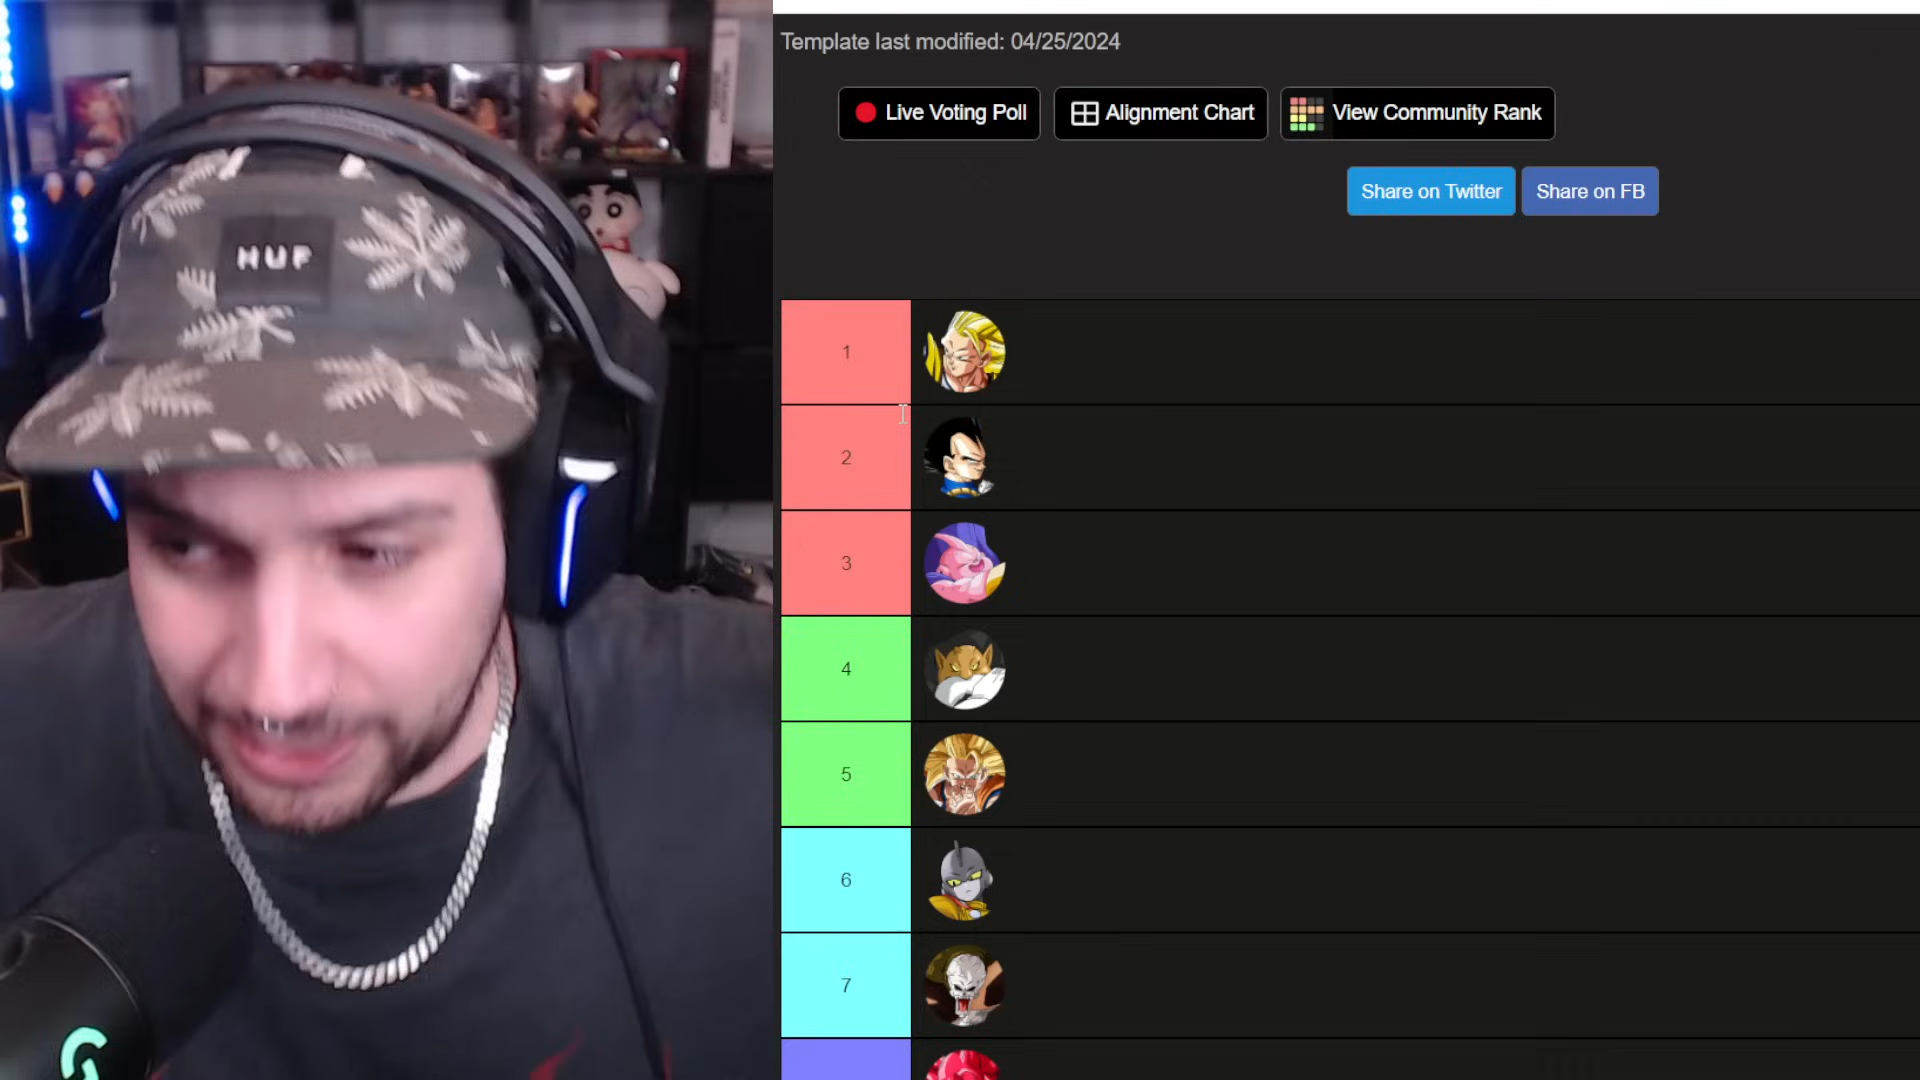 Template last modified: 04/25/2024
Live Voting Poll
Alignment Chart
View Community Rank
Share on Twitter
Share on FB
HUF
1
2
3
4
5
6
7